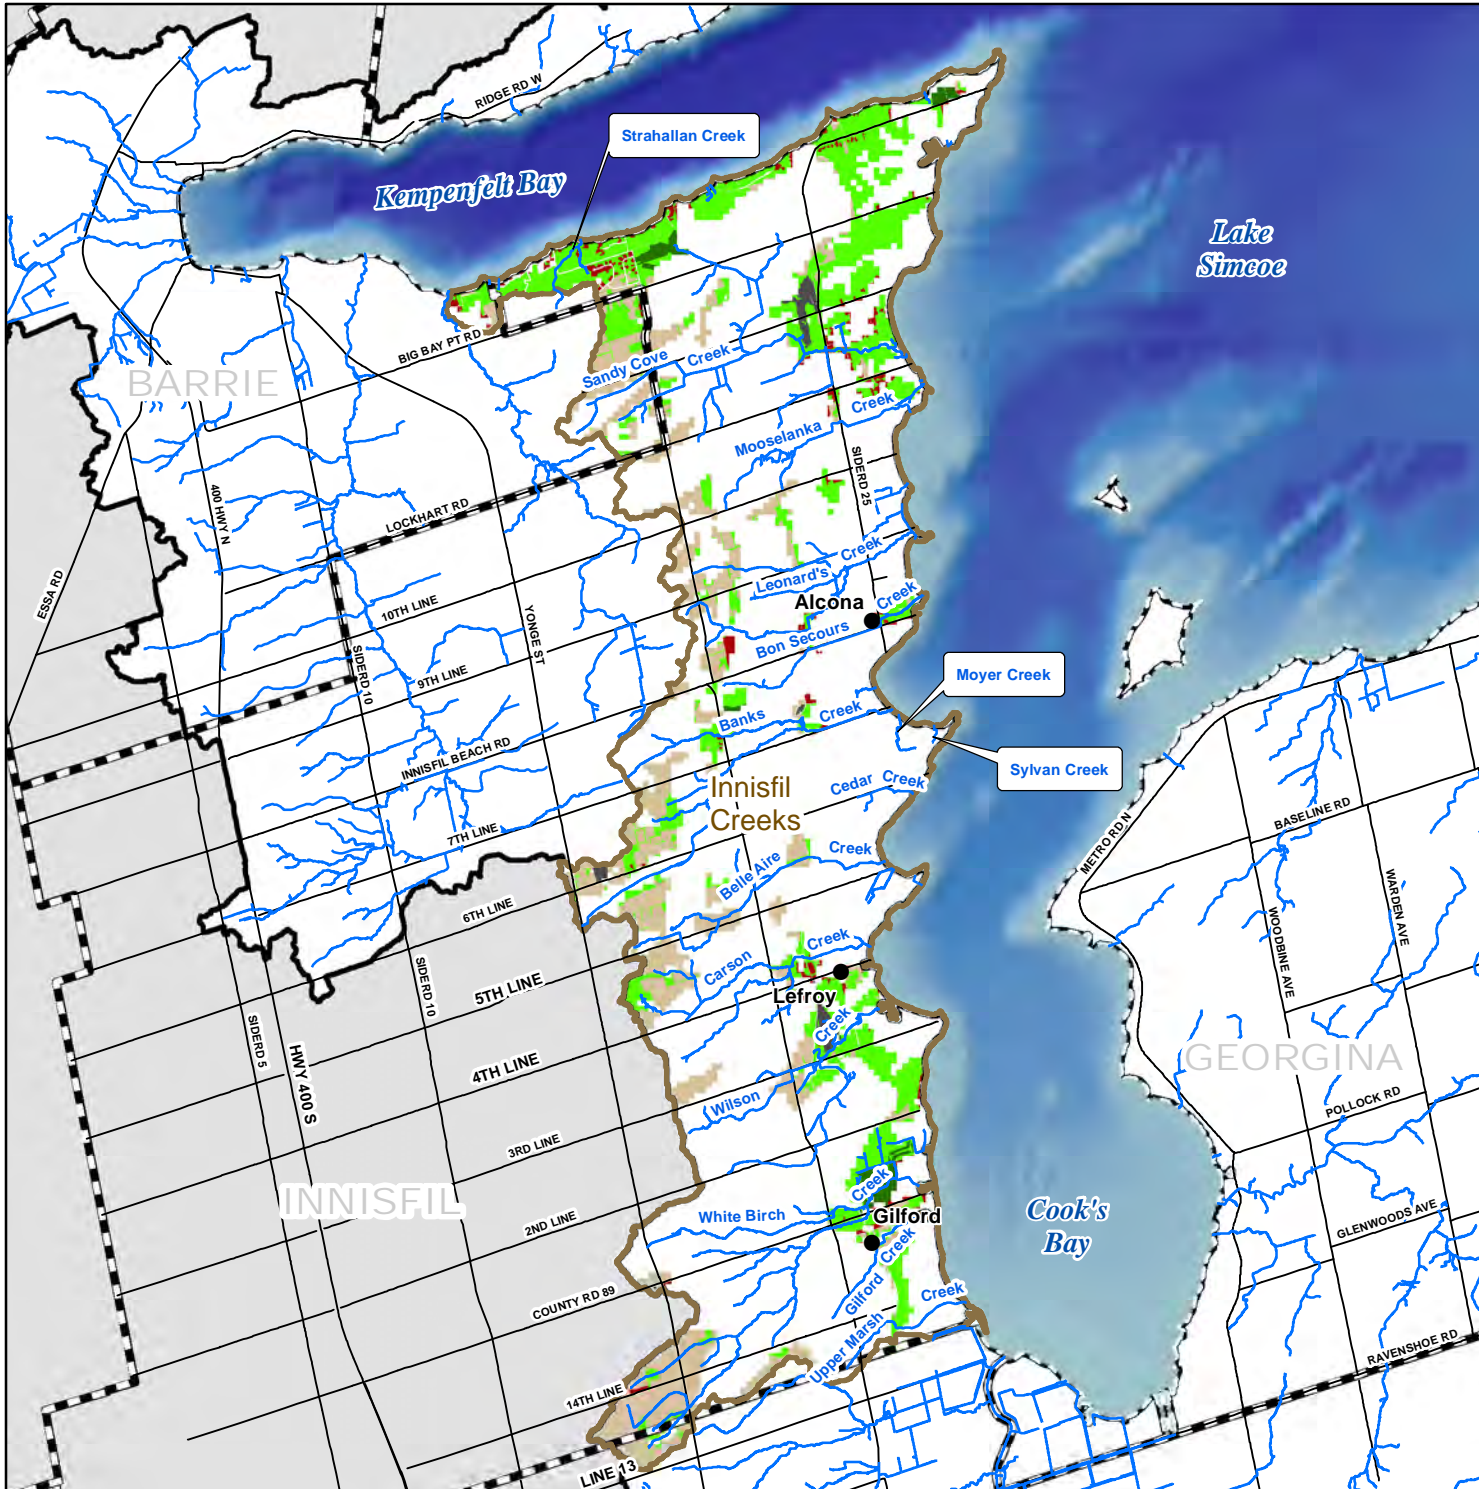 RIDGE RD W
Strahallan Creek
Kempenfelt Bay
Lake
Simcoe
BIG BAY PT RD
BARRIE
Sandy Cove
Creek
Creek
Mooselanka
SIDERD 25
400 HWY N
LOCKHART RD
ESSA RD
10TH LINE
YONGE ST
SIDERD 10
9TH LINE
Creek
Leonard's
Alcona
Creek
Bon Secours
Moyer Creek
Banks
Creek
Sylvan Creek
INNISFIL BEACH RD
Innisfil
Creeks
Cedar Creek
7TH LINE
METRO RD N
BASELINE RD
Belle Aire
Creek
WARDEN AVE
WOODBINE AVE
6TH LINE
Creek
Carson
5TH LINE
SIDERD 10
Lefroy
Creek
SIDERD 5
HWY 400 S
4TH LINE
GEORGINA
Wilson
POLLOCK RD
3RD LINE
INNISFIL
Creek
White Birch
Gilford
Cook's
Bay
2ND LINE
GLENWOODS AVE
Creek
Gilford
Creek
COUNTY RD 89
Upper Marsh
RAVENSHOE RD
14TH LINE
LINE 13